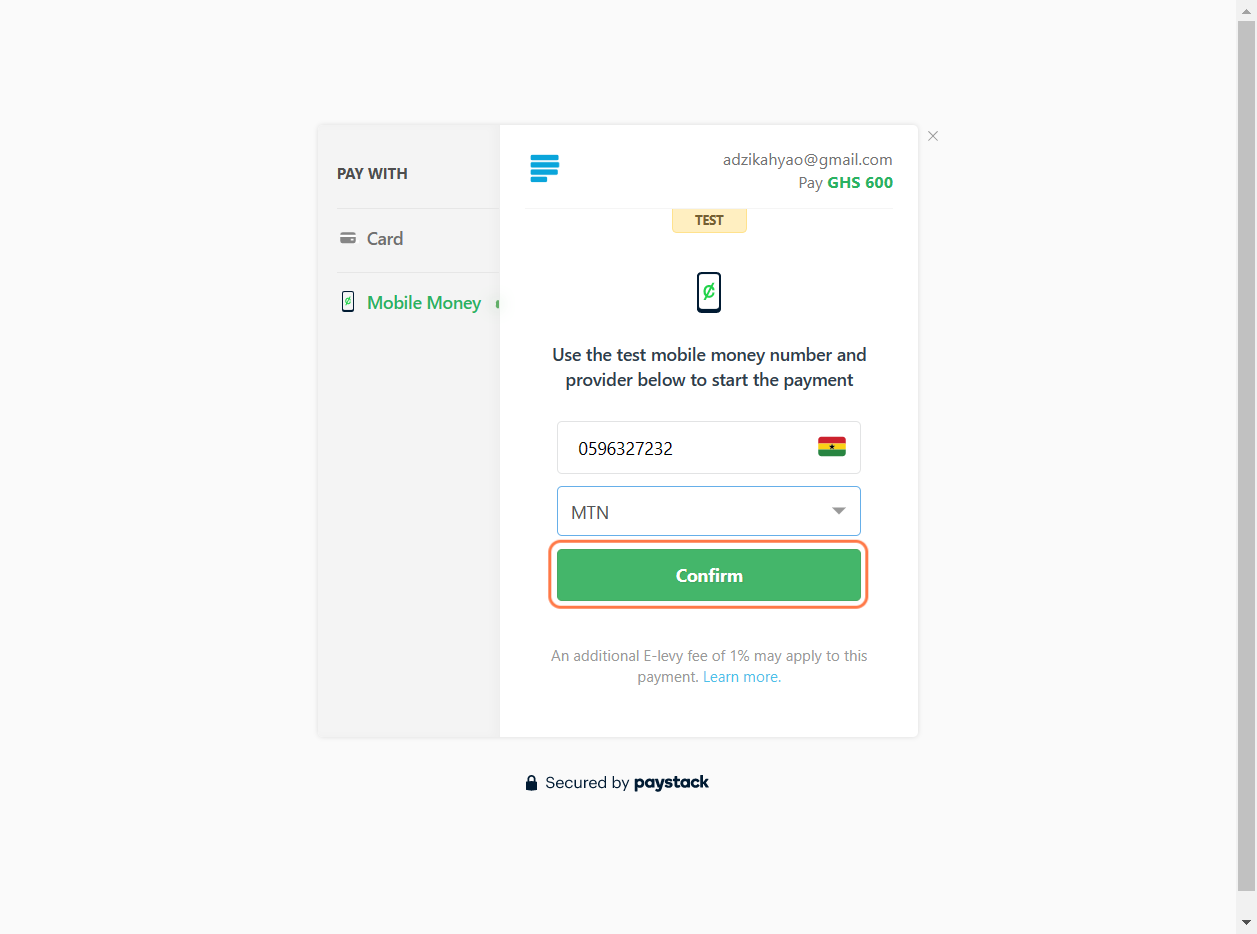 PAY WITH
Card
Mobile Money
adzikahyao@gmail.com
Pay GHS 600
TEST
Use the test mobile money number and
provider below to start the payment
0596327232
MTN
Confirm
An additional E-levy fee of 1% may apply to this
payment. Learn more.
Secured by paystack